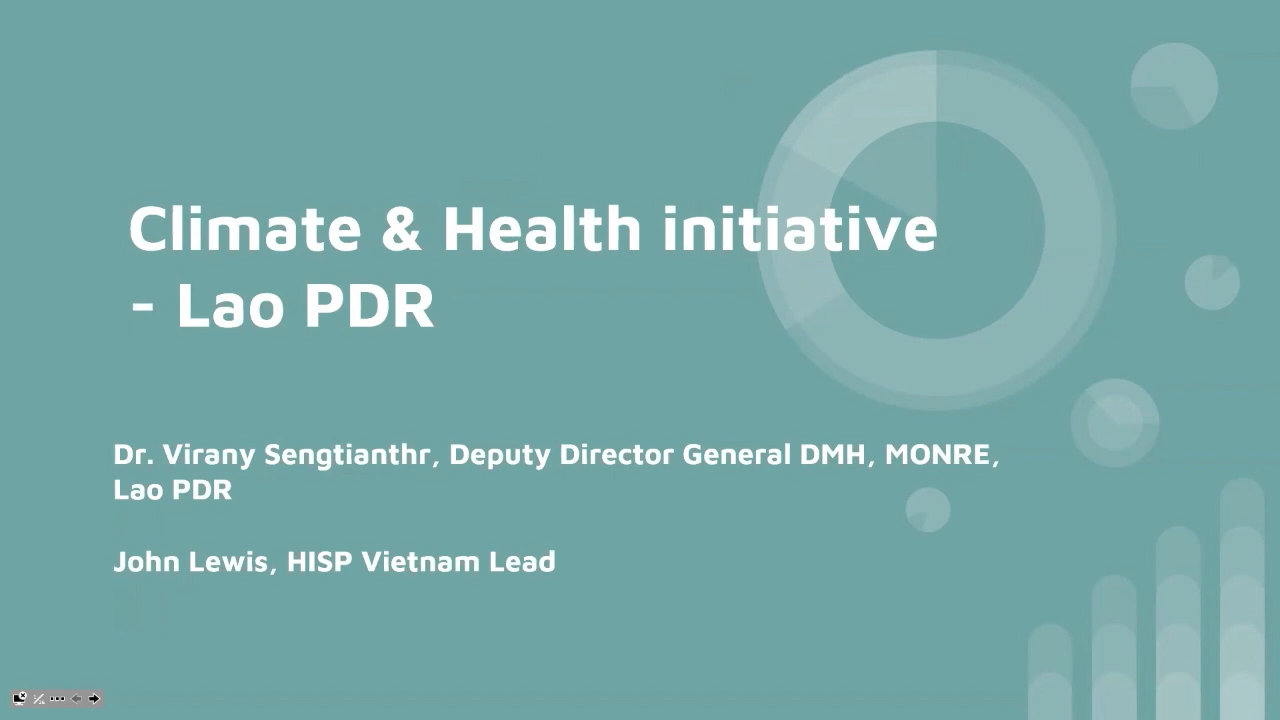 Climate & Health initiative
- Lao PDR
Dr. Virany Sengtianthr, Deputy Director General DMH, MONRE,
Lao PDR
John Lewis, HISP Vietnam Lead